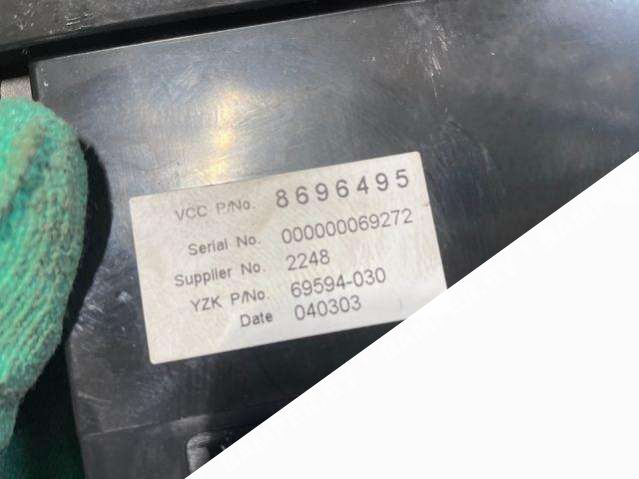 VCC P/No. 8696495
Serial No. 000000069272
Supplier No. 2248
YZK P/No. 69594-030
Date 040303